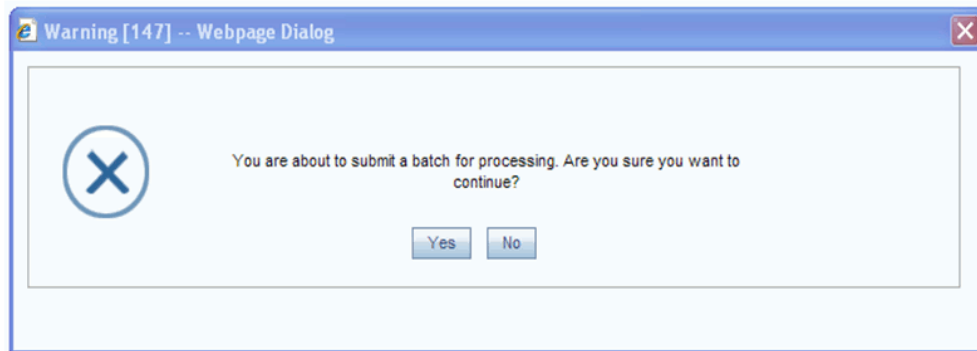 Warning [147] -- Webpage Dialog
You are about to submit a batch for processing. Are you sure you want to
continue?
Yes No